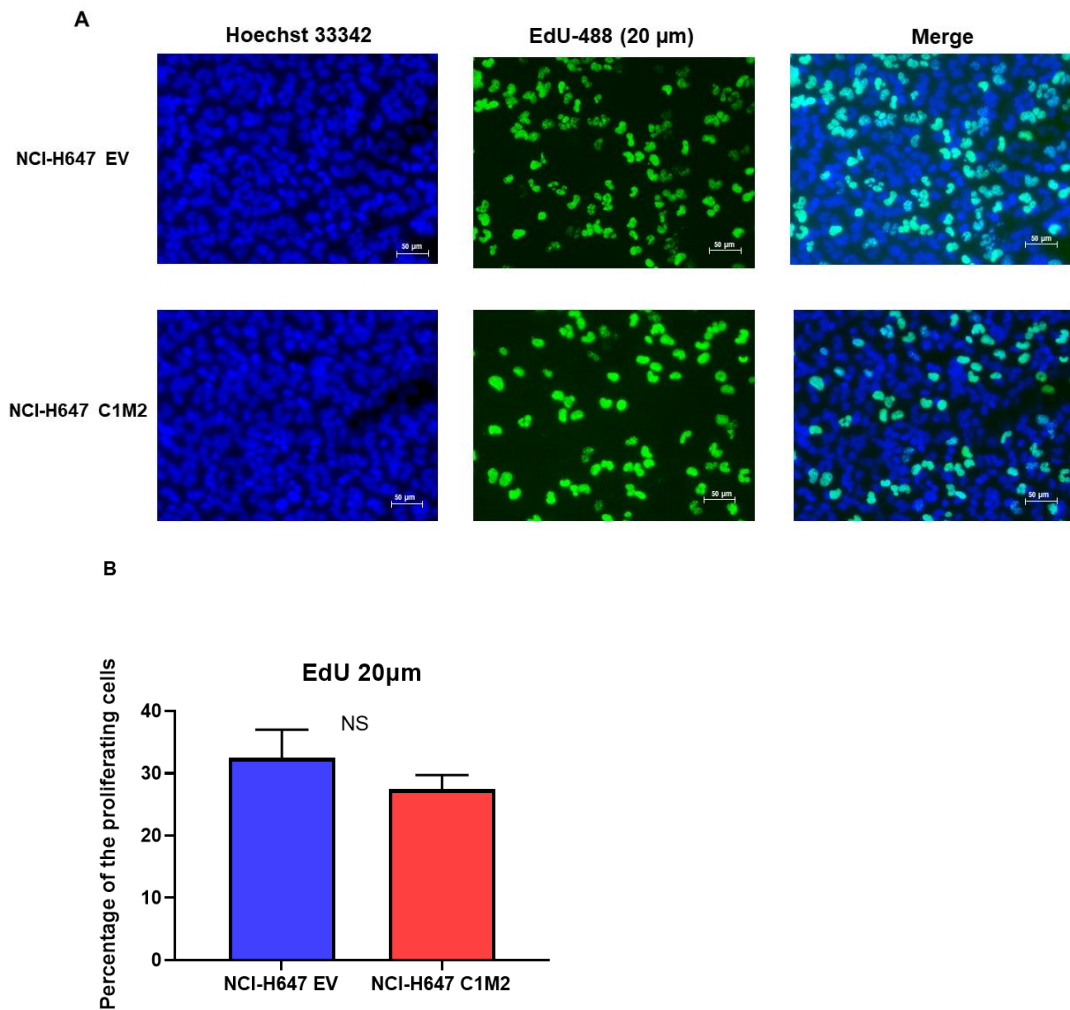 A
Hoechst 33342
EdU-488 (20 µm)
Merge
NCI-H647 EV
50 µm
50 µm
50 µm
NCI-H647 C1M2
50 µm
50 µm
50 µm
B
EdU 20µm
Percentage of the proliferating cells
40
30
20
10
0
NS
NCI-H647 EV
NCI-H647 C1M2